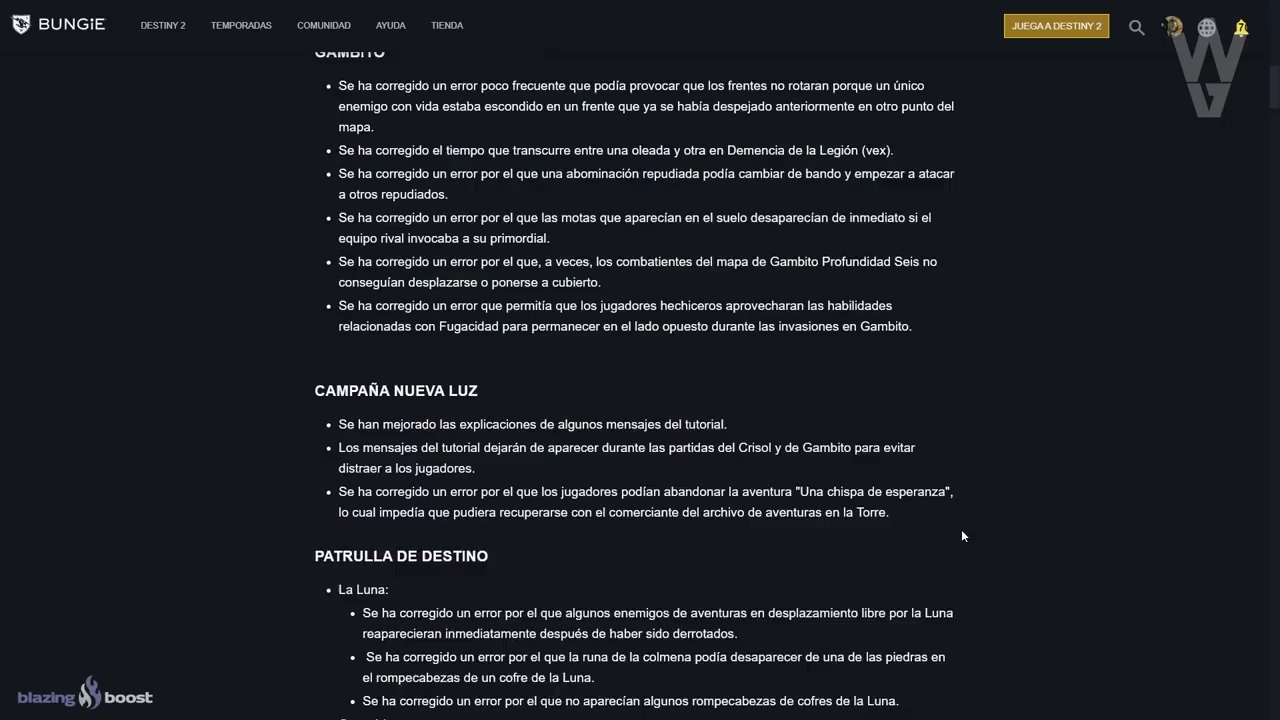 BUNGiE
DESTINY 2
TEMPORADAS
COMUNIDAD
AYUDA
TIENDA
JUEGA A DESTINY 2
7
GAMBITO
Se ha corregido un error poco frecuente que podía provocar que los frentes no rotaran porque un único
enemigo con vida estaba escondido en un frente que ya se había despejado anteriormente en otro punto del
mapa.
Se ha corregido el tiempo que transcurre entre una oleada y otra en Demencia de la Legión (vex).
Se ha corregido un error por el que una abominación repudiada podía cambiar de bando y empezar a atacar
a otros repudiados.
Se ha corregido un error por el que las motas que aparecían en el suelo desaparecían de inmediato si el
equipo rival invocaba a su primordial.
Se ha corregido un error por el que, a veces, los combatientes del mapa de Gambito Profundidad Seis no
conseguían desplazarse o ponerse a cubierto.
Se ha corregido un error que permitía que los jugadores hechiceros aprovecharan las habilidades
relacionadas con Fugacidad para permanecer en el lado opuesto durante las invasiones en Gambito.
CAMPAÑA NUEVA LUZ
Se han mejorado las explicaciones de algunos mensajes del tutorial.
Los mensajes del tutorial dejarán de aparecer durante las partidas del Crisol y de Gambito para evitar
distraer a los jugadores.
Se ha corregido un error por el que los jugadores podían abandonar la aventura "Una chispa de esperanza",
lo cual impedía que pudiera recuperarse con el comerciante del archivo de aventuras en la Torre.
PATRULLA DE DESTINO
La Luna:
Se ha corregido un error por el que algunos enemigos de aventuras en desplazamiento libre por la Luna
reaparecieran inmediatamente después de haber sido derrotados.
Se ha corregido un error por el que la runa de la colmena podía desaparecer de una de las piedras en
el rompecabezas de un cofre de la Luna.
Se ha corregido un error por el que no aparecían algunos rompecabezas de cofres de la Luna.
blazing boost